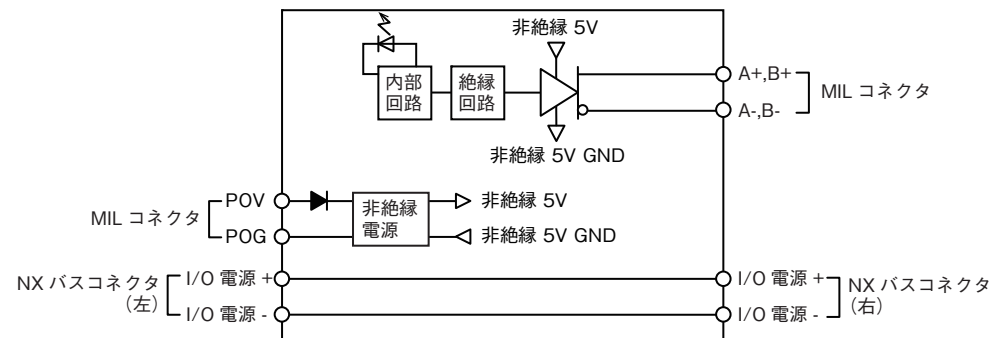 非絶縁 5V
内部
回路
絶縁
回路
A+,B+
A-,B-
MIL コネクタ
非絶縁 5V GND
MIL コネクタ
POV
POG
非絶縁
電源
非絶縁 5V
非絶縁 5V GND
NX バスコネクタ
(左)
I/O 電源 +
I/O 電源 -
I/O 電源 +
I/O 電源 -
NX バスコネクタ
(右)